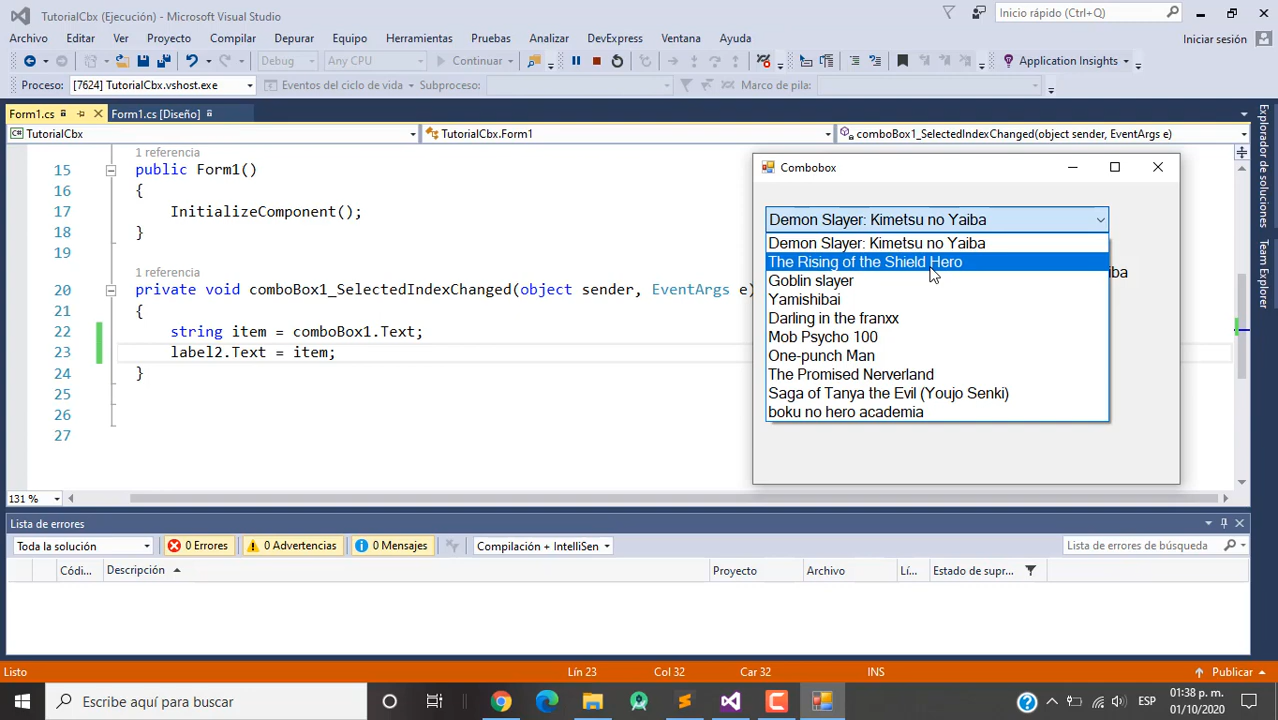 TutorialCbx (Ejecución) - Microsoft Visual Studio
Inicio rápido (Ctrl+Q)
Archivo Editar Ver Proyecto Compilar Depurar Equipo Herramientas Pruebas Analizar DevExpress Ventana Ayuda
Iniciar sesión
Debug Any CPU Continuar Application Insights
Proceso: [7624] TutorialCbx.vshost.exe Eventos del ciclo de vida Subproceso: Marco de pila:
Form1.cs Form1.cs [Diseño]
TutorialCbx TutorialCbx.Form1 comboBox1_SelectedIndexChanged(object sender, EventArgs e)
1 referencia
15 public Form1()
16 {
17 InitializeComponent();
18 }
19
1 referencia
20 private void comboBox1_SelectedIndexChanged(object sender, EventArgs e)
21 {
22 string item = comboBox1.Text;
23 label2.Text = item;
24 }
25
26
27
131 %
Combobox
Demon Slayer: Kimetsu no Yaiba
Demon Slayer: Kimetsu no Yaiba
The Rising of the Shield Hero
iba
Goblin slayer
Yamishibai
Darling in the franxx
Mob Psycho 100
One-punch Man
The Promised Nerverland
Saga of Tanya the Evil (Youjo Senki)
boku no hero academia
Explorador de soluciones
Team Explorer
Lista de errores
Toda la solución 0 Errores 0 Advertencias 0 Mensajes Compilación + IntelliSen Lista de errores de búsqueda
Códi... Descripción Proyecto Archivo Lí... Estado de supr...
Listo Lín 23 Col 32 Car 32 INS Publicar
Escribe aquí para buscar
ESP
01:38 p. m.
01/10/2020